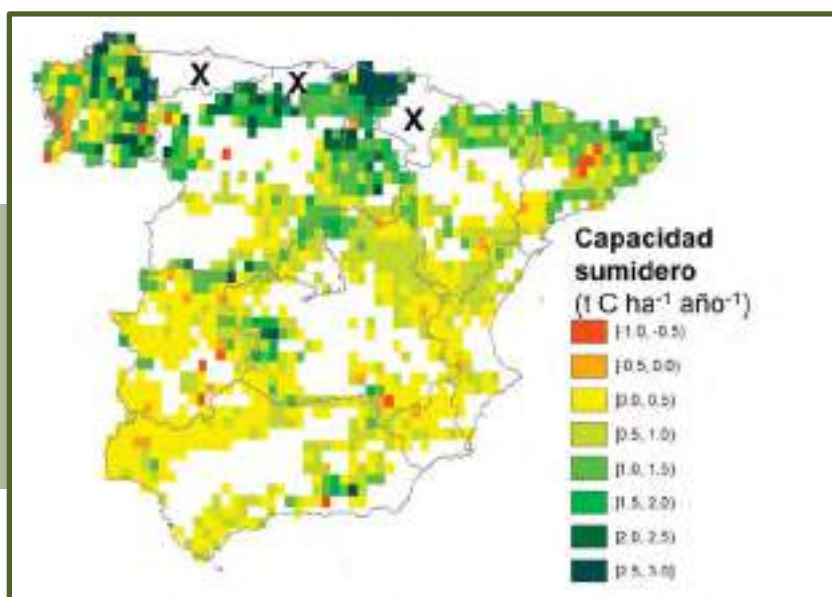 X
X
X
Capacidad
sumidero
(t C ha⁻¹ año⁻¹)
[-1.0, -0.5)
[-0.5, 0.0)
[0.0, 0.5)
[0.5, 1.0)
[1.0, 1.5)
[1.5, 2.0)
[2.0, 2.5)
[2.5, 3.0]